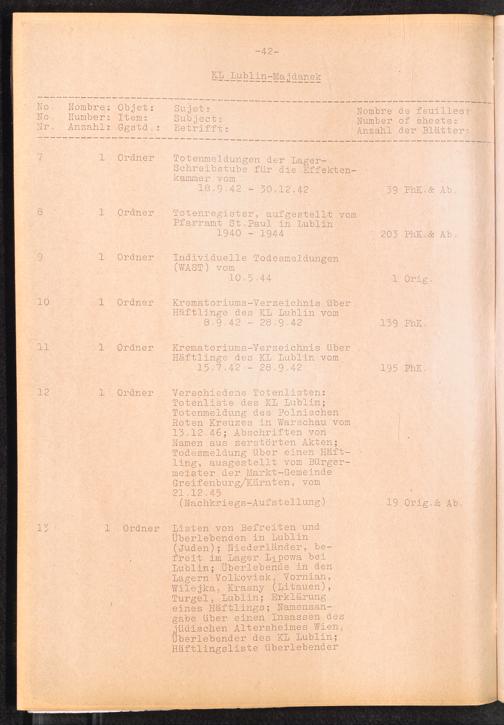 -42-
KL Lublin-Majdanek
No. Nombre: Objet: Sujet: Nombre de feuilles:
No. Number: Item: Subject: Number of sheets:
Nr. Anzahl: Ggstd.: Betrifft: Anzahl der Blätter:
7 1 Ordner Totenmeldungen der Lager-
Schreibstube für die Effekten-
kammer vom
18.9.42 - 30.12.42 39 PhK.& Ab.
8 1 Ordner Totenregister, aufgestellt vom
Pfarramt St.Paul in Lublin
1940 - 1944 203 PhK.& Ab.
9 1 Ordner Individuelle Todesmeldungen
(WAST) vom
10.5.44 1 Orig.
10 1 Ordner Krematoriums-Verzeichnis über
Häftlinge des KL Lublin vom
8.9.42 - 28.9.42 139 PhK.
11 1 Ordner Krematoriums-Verzeichnis über
Häftlinge des KL Lublin vom
15.7.42 - 28.9.42 195 PhK.
12 1 Ordner Verschiedene Totenlisten:
Totenliste des KL Lublin;
Totenmeldung des Polnischen
Roten Kreuzes in Warschau vom
13.12.46; Abschriften von
Namen aus zerstörten Akten;
Todesmeldung über einen Häft-
ling, ausgestellt vom Bürger-
meister der Markt-Gemeinde
Greifenburg/Kärnten, vom
21.12.45
(Nachkriegs-Aufstellung) 19 Orig.& Ab.
13 1 Ordner Listen von Befreiten und
Überlebenden in Lublin
(Juden); Niederländer, be-
freit im Lager Lipowa bei
Lublin; Überlebende in den
Lagern Volkovisk, Vornian,
Wilejka, Krasny (Litauen),
Turgel, Lublin; Erklärung
eines Häftlings; Namensan-
gabe über einen Insassen des
jüdischen Altersheimes Wien,
Überlebender des KL Lublin;
Häftlingsliste überlebender